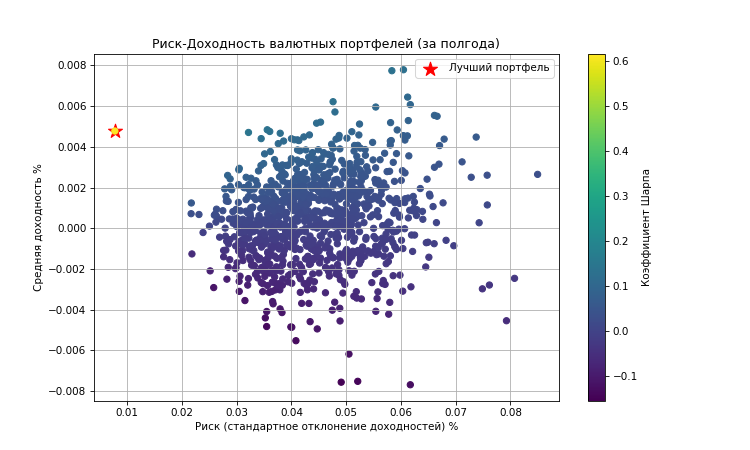 Риск-Доходность валютных портфелей (за полгода)
Лучший портфель
Средняя доходность %
0.008
0.006
0.004
0.002
0.000
−0.002
−0.004
−0.006
−0.008
0.01 0.02 0.03 0.04 0.05 0.06 0.07 0.08
Риск (стандартное отклонение доходностей) %
0.6
0.5
0.4
0.3
0.2
0.1
0.0
−0.1
Коэффициент Шарпа